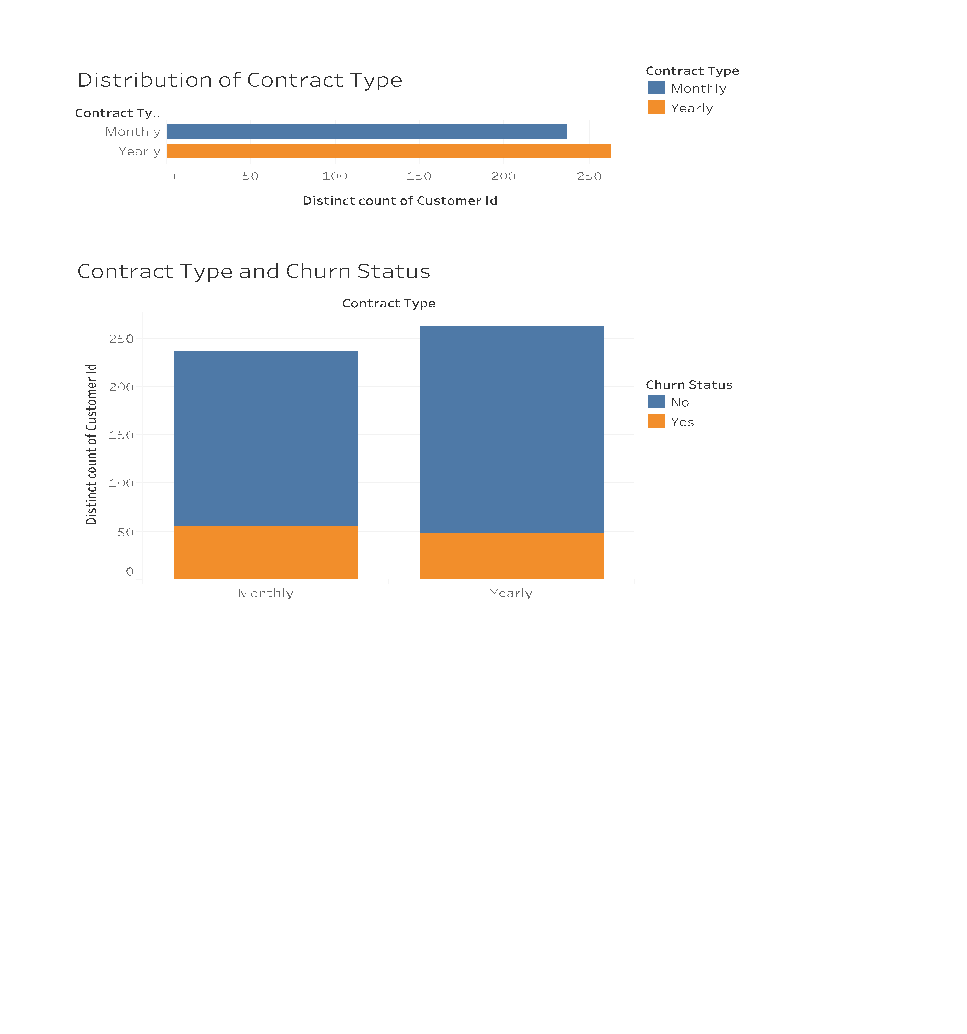 Distribution of Contract Type
Contract Ty..
Monthly
Yearly
50 100 150 200 250
Distinct count of Customer Id
Contract Type
Monthly
Yearly
Contract Type and Churn Status
Contract Type
Distinct count of Customer Id
250
200
150
100
50
0
Monthly Yearly
Churn Status
No
Yes